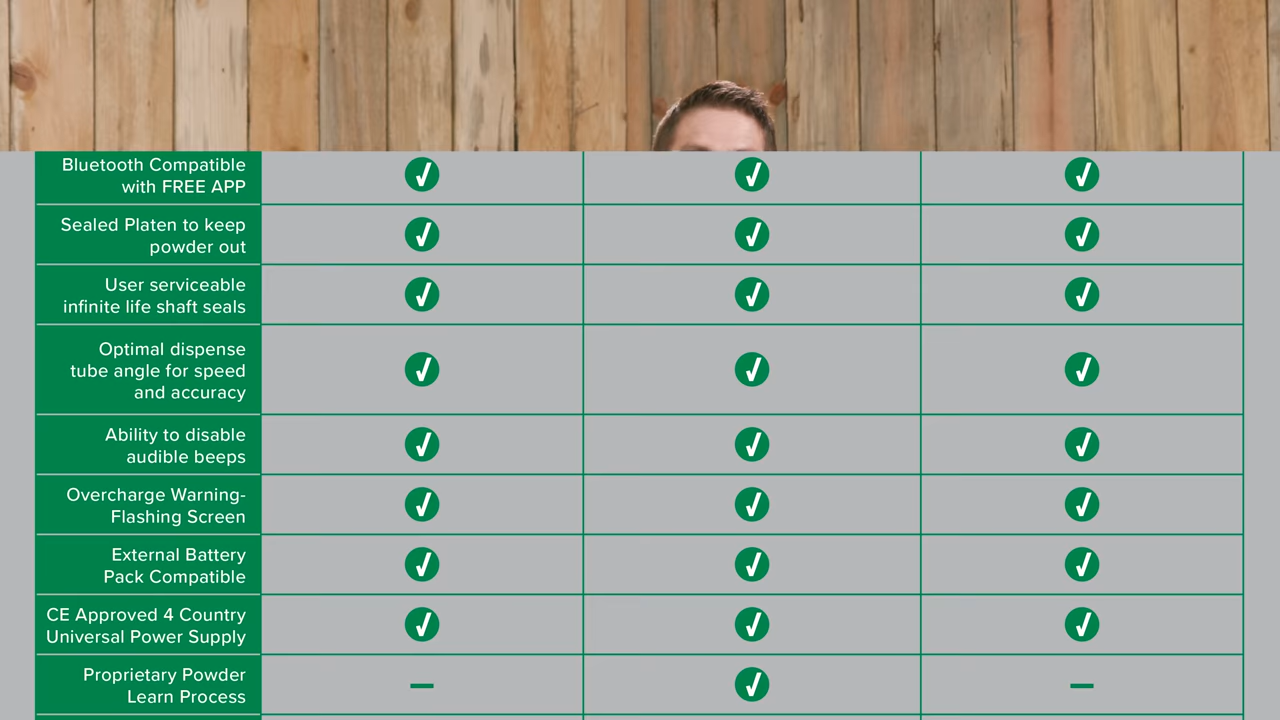 Bluetooth Compatible
with FREE APP
Sealed Platen to keep
powder out
User serviceable
infinite life shaft seals
Optimal dispense
tube angle for speed
and accuracy
Ability to disable
audible beeps
Overcharge Warning-
Flashing Screen
External Battery
Pack Compatible
CE Approved 4 Country
Universal Power Supply
Proprietary Powder
Learn Process